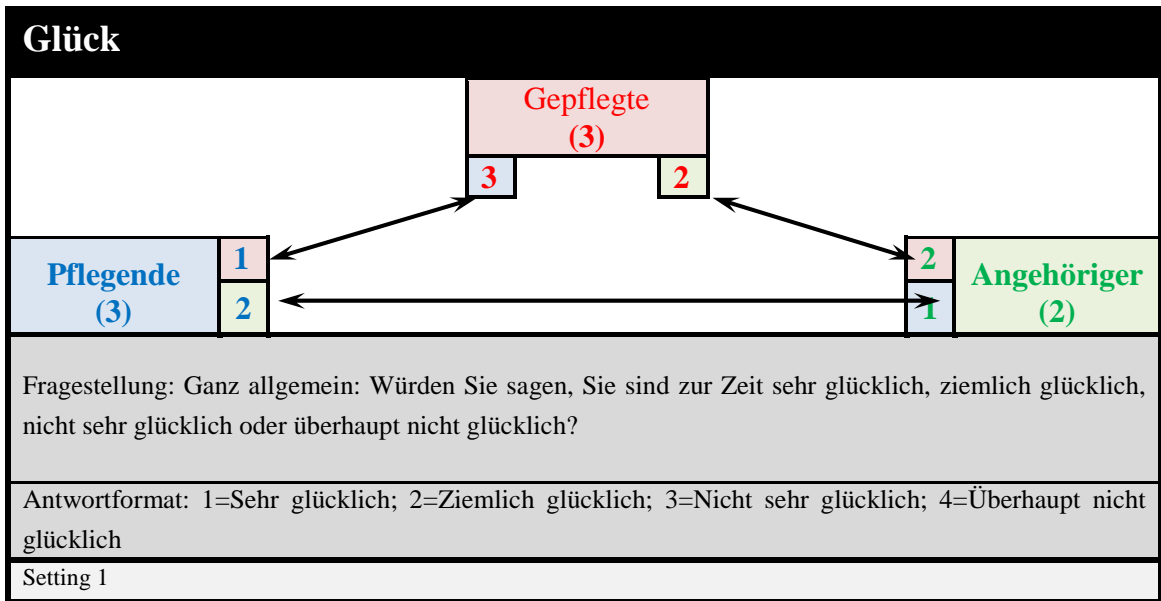 Glück
Gepflegte
(3)
3
2
Pflegende
(3)
1
2
2
1
Angehöriger
(2)
Fragestellung: Ganz allgemein: Würden Sie sagen, Sie sind zur Zeit sehr glücklich, ziemlich glücklich,
nicht sehr glücklich oder überhaupt nicht glücklich?
Antwortformat: 1=Sehr glücklich; 2=Ziemlich glücklich; 3=Nicht sehr glücklich; 4=Überhaupt nicht
glücklich
Setting 1